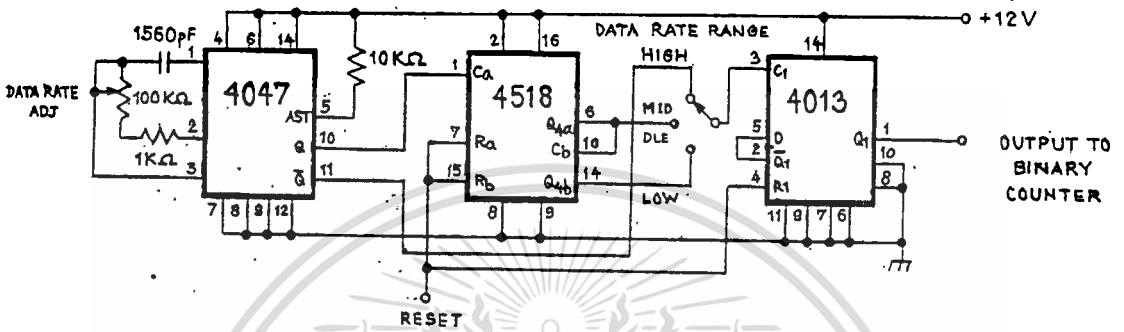 +12V
DATA RATE RANGE
HIGH
MID
DLE
LOW
1560pF
DATA RATE
ADJ
100KΩ
1KΩ
10KΩ
4 6 14
1
2
3
4047
AST 5
Q 10
Q̅ 11
7 8 9 12
2 16
1 Ca
4518
7 Ra
15 Rb
Q4a 6
Cb 10
Q4b 14
8 9
14
3 C1
4013
5 D
2 Q̅1
4 R1
Q1 1
10
8
11 9 7 6
OUTPUT TO
BINARY
COUNTER
RESET